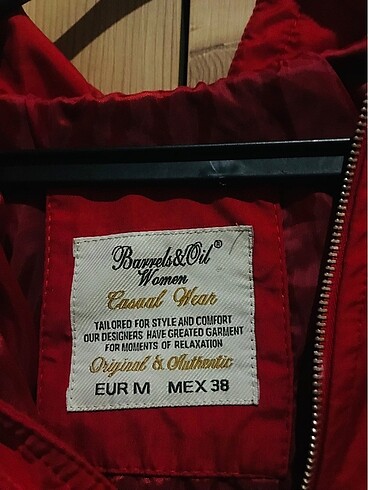 Barrels&Oil®
Women
Casual Wear
TAILORED FOR STYLE AND COMFORT
OUR DESIGNERS HAVE GREATED GARMENT
FOR MOMENTS OF RELAXATION
Original & Authentic
EUR M MEX 38